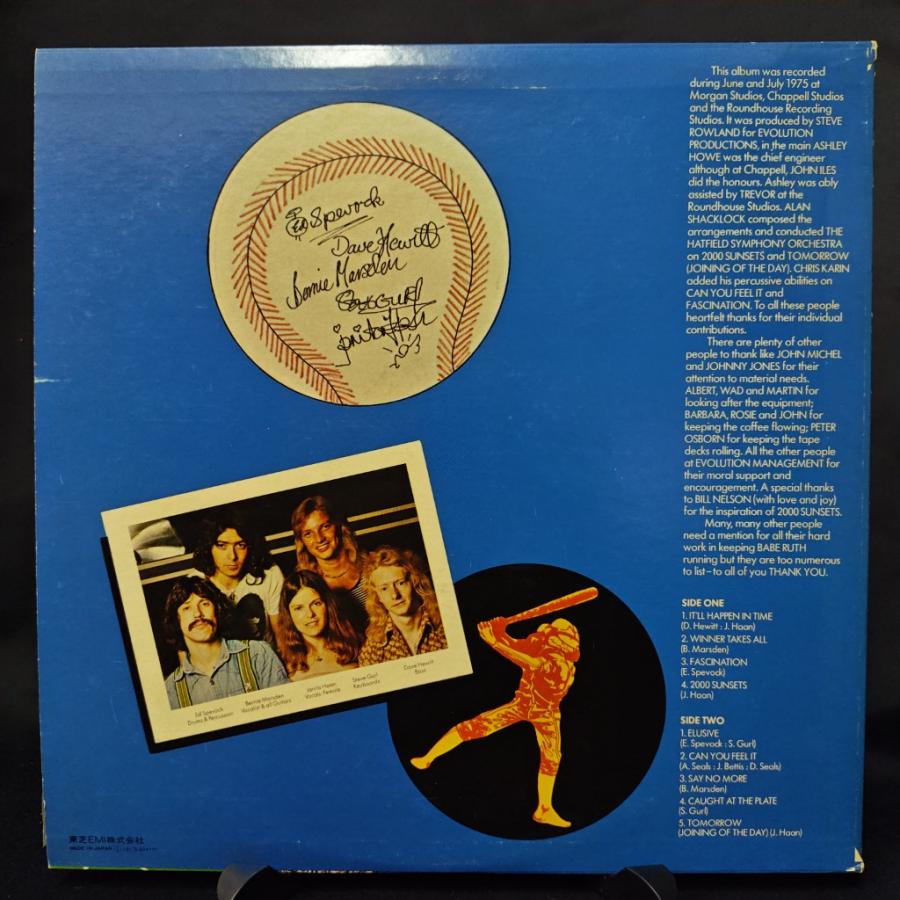 Ed Spevock
Dave Hewitt
Bernie Marsden
Ed Spevock
Drums & Percussion
Bernie Marsden
Vocalist & all Guitars
Janita Haan
Vocals: Female
Steve Gurl
Keyboards
Dave Hewitt
Bass
This album was recorded
during June and July 1975 at
Morgan Studios, Chappell Studios
and the Roundhouse Recording
Studios. It was produced by STEVE
ROWLAND for EVOLUTION
PRODUCTIONS, in the main ASHLEY
HOWE was the chief engineer
although at Chappell, JOHN ILES
did the honours. Ashley was ably
assisted by TREVOR at the
Roundhouse Studios. ALAN
SHACKLOCK composed the
arrangements and conducted THE
HATFIELD SYMPHONY ORCHESTRA
on 2000 SUNSETS and TOMORROW
(JOINING OF THE DAY). CHRIS KARIN
added his percussive abilities on
CAN YOU FEEL IT and
FASCINATION. To all these people
heartfelt thanks for their individual
contributions.
There are plenty of other
people to thank like JOHN MICHEL
and JOHNNY JONES for their
attention to material needs.
ALBERT, WAD and MARTIN for
looking after the equipment;
BARBARA, ROSIE and JOHN for
keeping the coffee flowing; PETER
OSBORN for keeping the tape
decks rolling. All the other people
at EVOLUTION MANAGEMENT for
their moral support and
encouragement. A special thanks
to BILL NELSON (with love and joy)
for the inspiration of 2000 SUNSETS.
Many, many other people
need a mention for all their hard
work in keeping BABE RUTH
running but they are too numerous
to list–to all of you THANK YOU.
SIDE ONE
1. IT'LL HAPPEN IN TIME
(D. Hewitt : J. Haan)
2. WINNER TAKES ALL
(B. Marsden)
3. FASCINATION
(E. Spevock)
4. 2000 SUNSETS
(J. Haan)
SIDE TWO
1. ELUSIVE
(E. Spevock : S. Gurl)
2. CAN YOU FEEL IT
(A. Seals : J. Bettis : D. Seals)
3. SAY NO MORE
(B. Marsden)
4. CAUGHT AT THE PLATE
(S. Gurl)
5. TOMORROW
(JOINING OF THE DAY) (J. Haan)
東芝EMI株式会社
MADE IN JAPAN